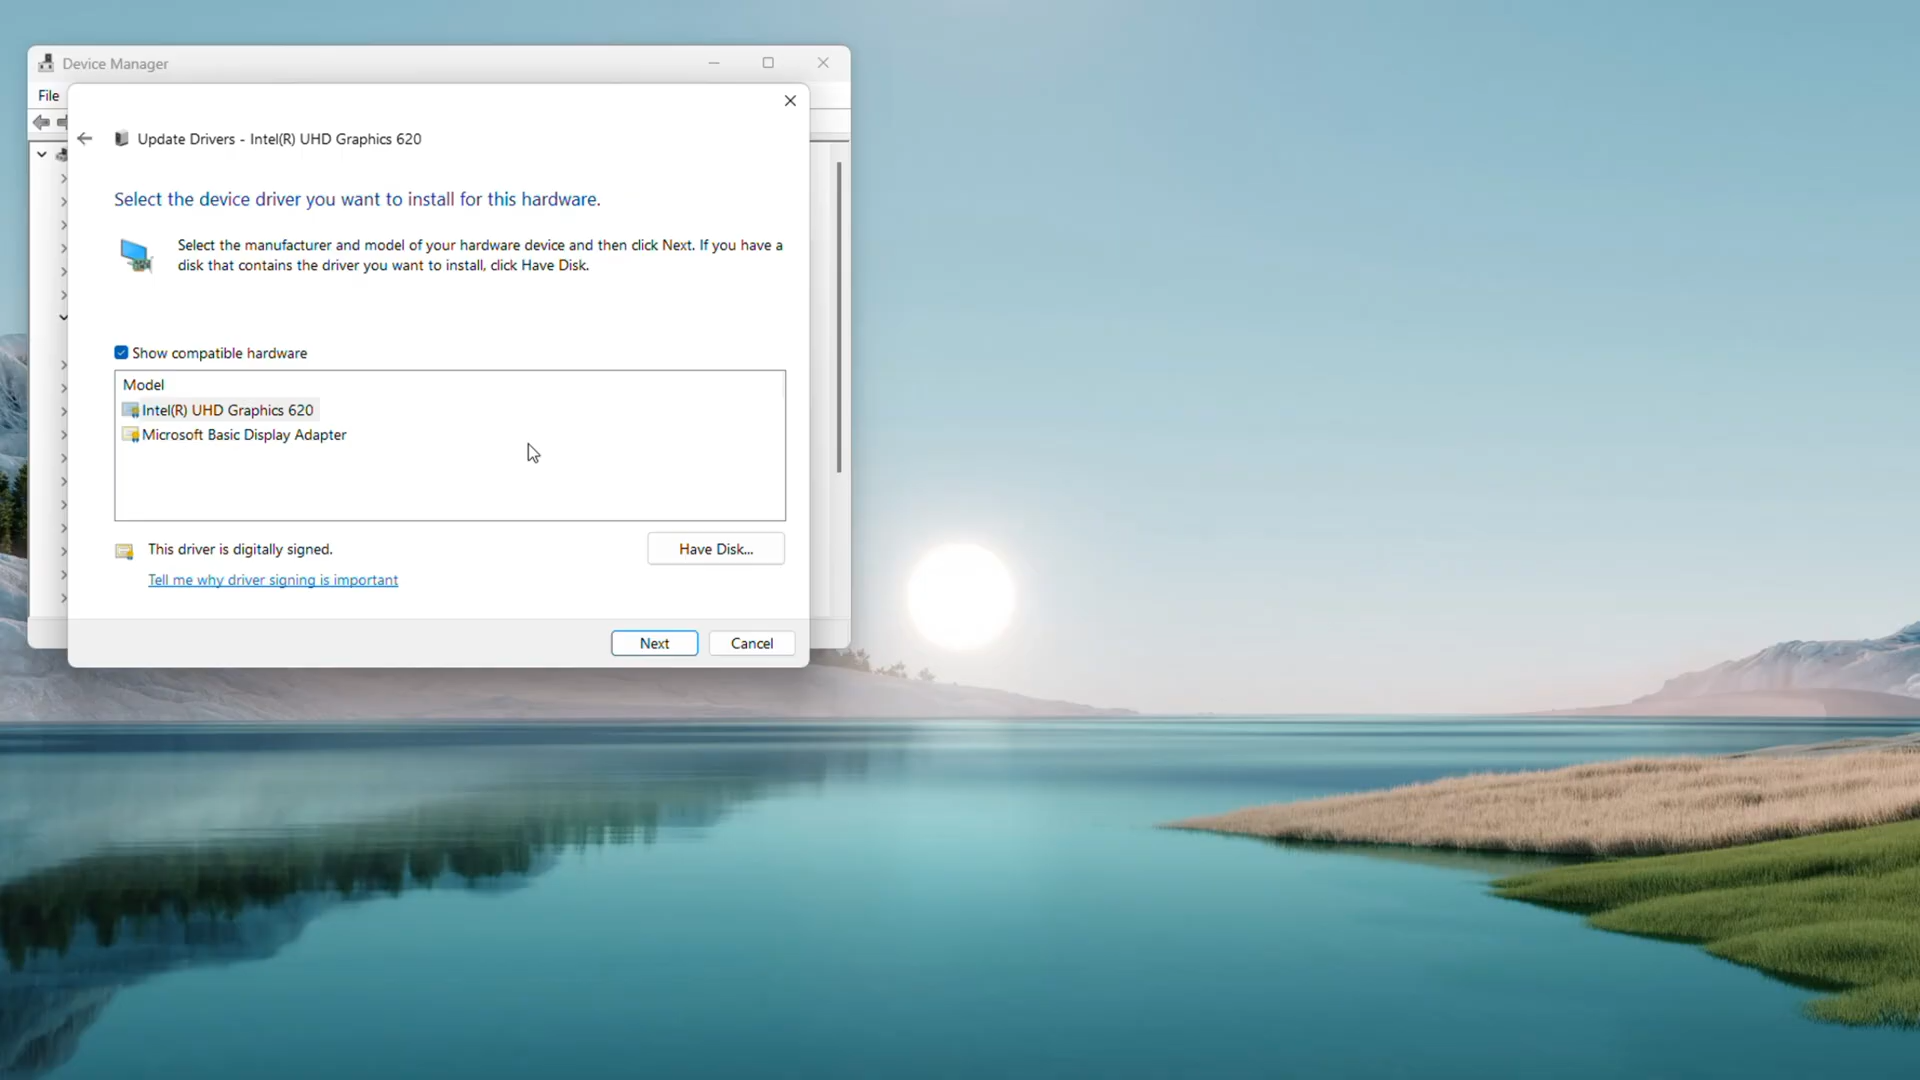 Device Manager
File
Update Drivers - Intel(R) UHD Graphics 620
Select the device driver you want to install for this hardware.
Select the manufacturer and model of your hardware device and then click Next. If you have a
disk that contains the driver you want to install, click Have Disk.
Show compatible hardware
Model
Intel(R) UHD Graphics 620
Microsoft Basic Display Adapter
This driver is digitally signed.
Have Disk...
Tell me why driver signing is important
Next
Cancel